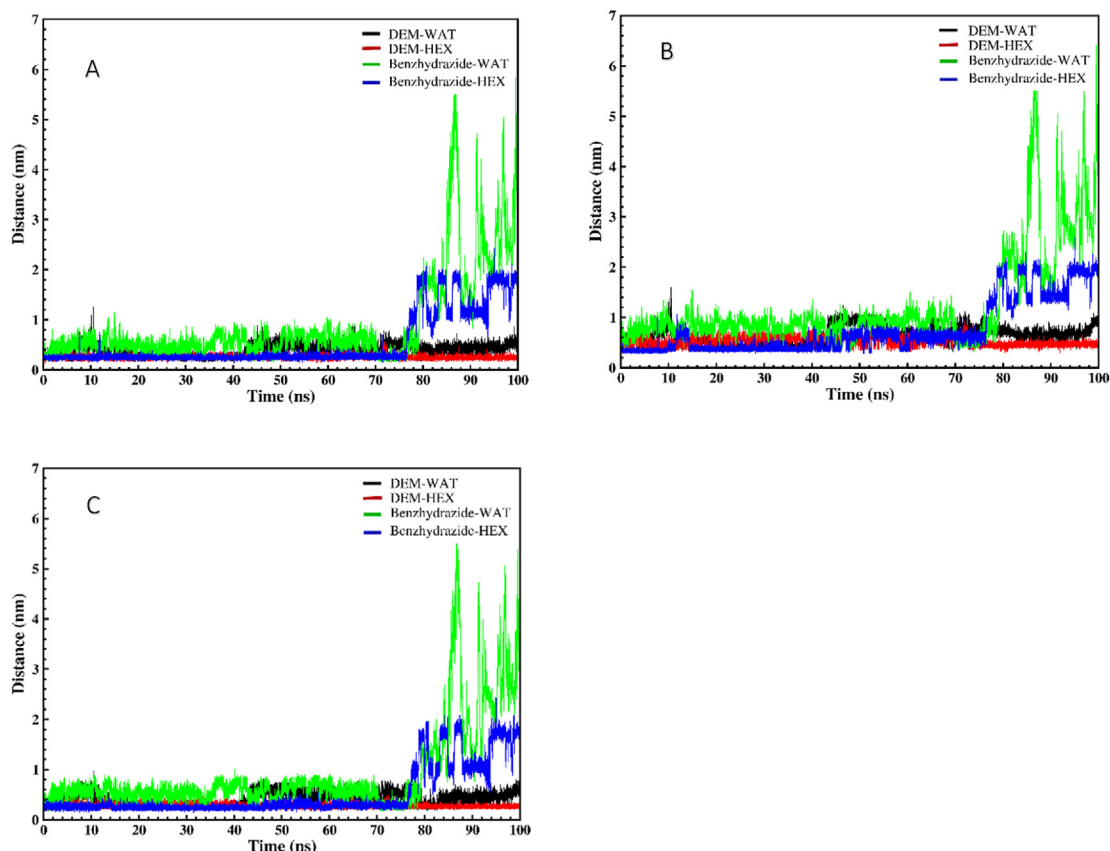 A
7
6
5
4
3
2
1
0
Distance (nm)
DEM-WAT
DEM-HEX
Benzhydrazide-WAT
Benzhydrazide-HEX
0 10 20 30 40 50 60 70 80 90 100
Time (ns)
B
7
6
5
4
3
2
1
0
Distance (nm)
DEM-WAT
DEM-HEX
Benzhydrazide-WAT
Benzhydrazide-HEX
0 10 20 30 40 50 60 70 80 90 100
Time (ns)
C
7
6
5
4
3
2
1
0
Distance (nm)
DEM-WAT
DEM-HEX
Benzhydrazide-WAT
Benzhydrazide-HEX
0 10 20 30 40 50 60 70 80 90 100
Time (ns)